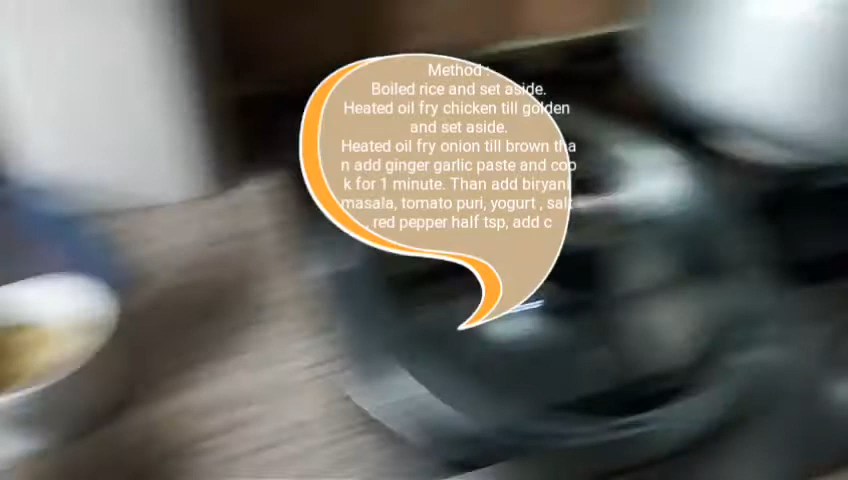 Method :
Boiled rice and set aside.
Heated oil fry chicken till golden
and set aside.
Heated oil fry onion till brown tha
n add ginger garlic paste and coo
k for 1 minute. Than add biryani
masala, tomato puri, yogurt , salt
, red pepper half tsp, add c